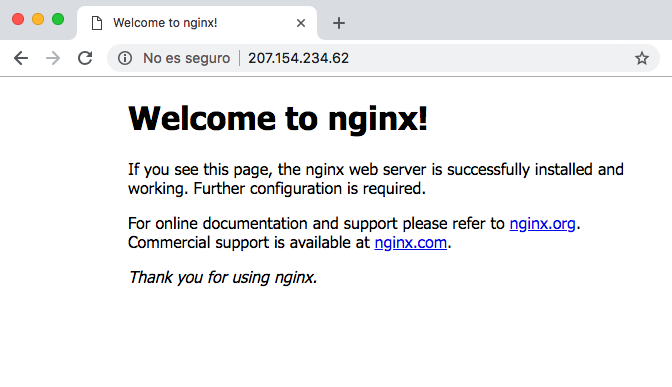 Welcome to nginx!
No es seguro 207.154.234.62
Welcome to nginx!
If you see this page, the nginx web server is successfully installed and
working. Further configuration is required.
For online documentation and support please refer to nginx.org.
Commercial support is available at nginx.com.
Thank you for using nginx.